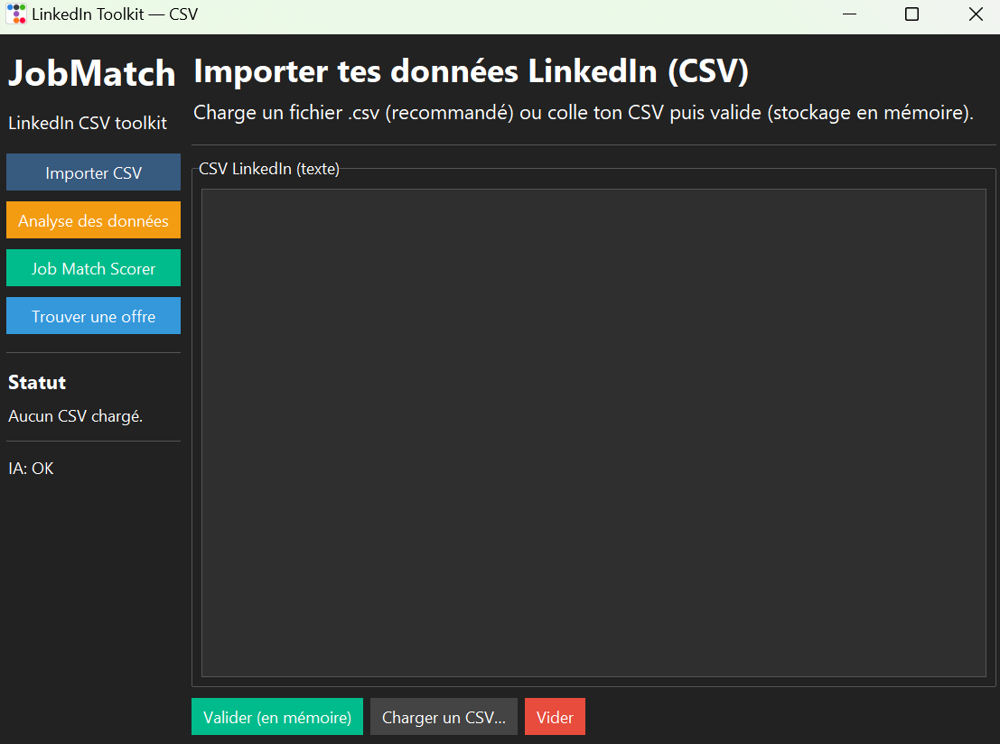 LinkedIn Toolkit — CSV
JobMatch
LinkedIn CSV toolkit
Importer CSV
Analyse des données
Job Match Scorer
Trouver une offre
Statut
Aucun CSV chargé.
IA: OK
Importer tes données LinkedIn (CSV)
Charge un fichier .csv (recommandé) ou colle ton CSV puis valide (stockage en mémoire).
CSV LinkedIn (texte)
Valider (en mémoire)
Charger un CSV...
Vider